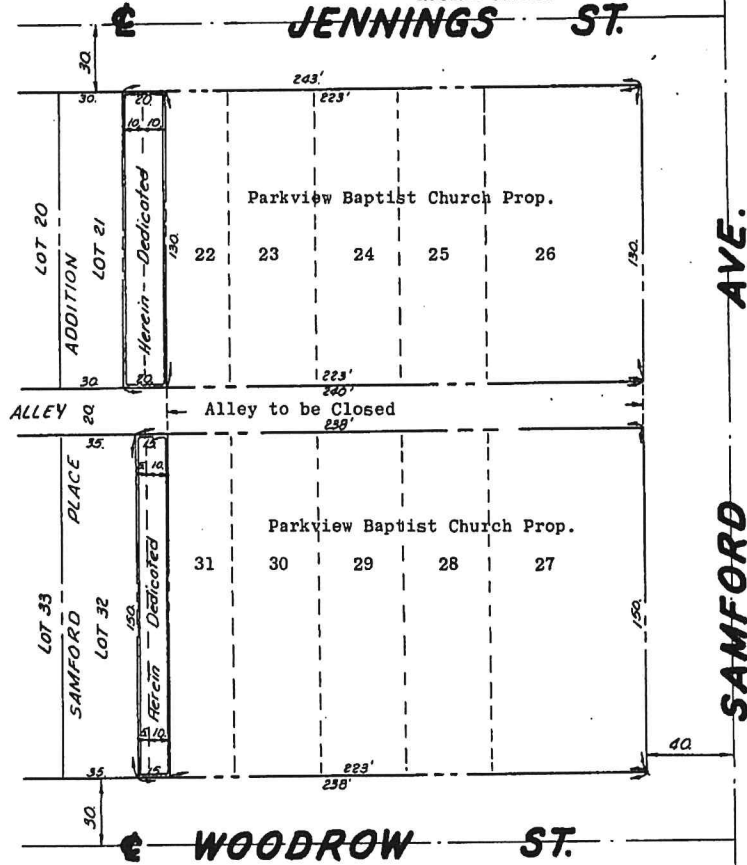 ℄ JENNINGS ST.
30.
243'
30. 20. 223'
10. 10.
LOT 20
ADDITION
LOT 21
Herein Dedicated
130.
Parkview Baptist Church Prop.
22 23 24 25 26
130.
AVE.
30. 20. 223'
240'
ALLEY 20. Alley to be Closed
238'
35. 15.
5 10.
LOT 33
SAMFORD PLACE
LOT 32
150.
Herein Dedicated
Parkview Baptist Church Prop.
31 30 29 28 27
150.
SAMFORD
5 10.
40.
35. 15. 223'
238'
30.
℄ WOODROW ST.